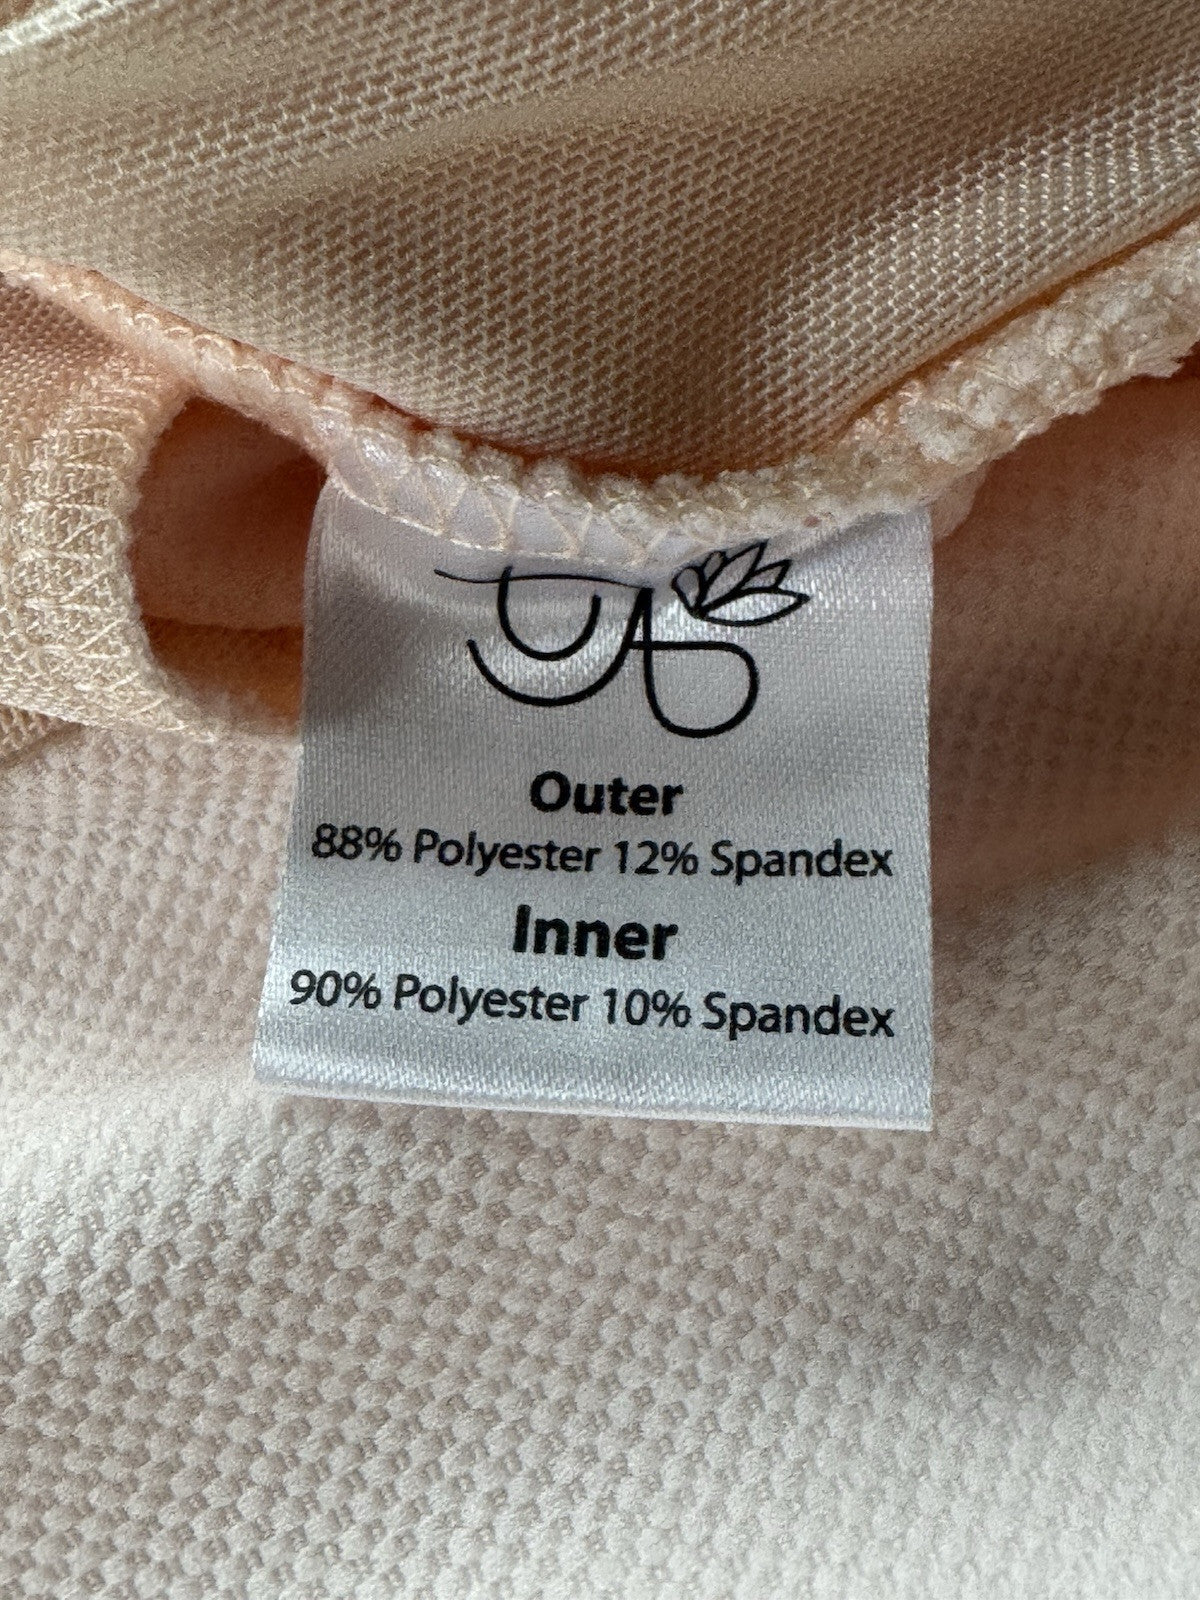 Outer
88% Polyester 12% Spandex
Inner
90% Polyester 10% Spandex